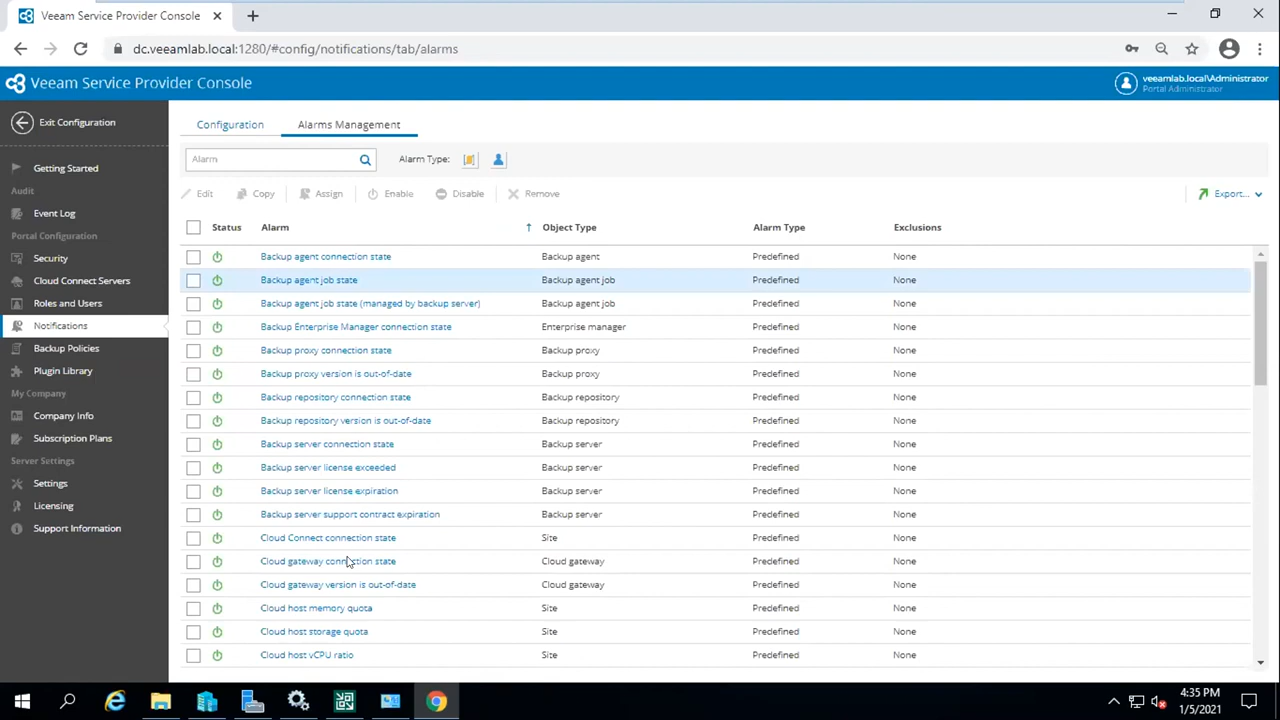 Veeam Service Provider Console
dc.veeamlab.local:1280/#config/notifications/tab/alarms
Veeam Service Provider Console
veeamlab.local\Administrator
Portal Administrator
Exit Configuration
Getting Started
Audit
Event Log
Portal Configuration
Security
Cloud Connect Servers
Roles and Users
Notifications
Backup Policies
Plugin Library
My Company
Company Info
Subscription Plans
Server Settings
Settings
Licensing
Support Information
Configuration Alarms Management
Alarm Alarm Type:
Edit Copy Assign Enable Disable Remove Export...
Status Alarm Object Type Alarm Type Exclusions
Backup agent connection state Backup agent Predefined None
Backup agent job state Backup agent job Predefined None
Backup agent job state (managed by backup server) Backup agent job Predefined None
Backup Enterprise Manager connection state Enterprise manager Predefined None
Backup proxy connection state Backup proxy Predefined None
Backup proxy version is out-of-date Backup proxy Predefined None
Backup repository connection state Backup repository Predefined None
Backup repository version is out-of-date Backup repository Predefined None
Backup server connection state Backup server Predefined None
Backup server license exceeded Backup server Predefined None
Backup server license expiration Backup server Predefined None
Backup server support contract expiration Backup server Predefined None
Cloud Connect connection state Site Predefined None
Cloud gateway connection state Cloud gateway Predefined None
Cloud gateway version is out-of-date Cloud gateway Predefined None
Cloud host memory quota Site Predefined None
Cloud host storage quota Site Predefined None
Cloud host vCPU ratio Site Predefined None
4:35 PM
1/5/2021